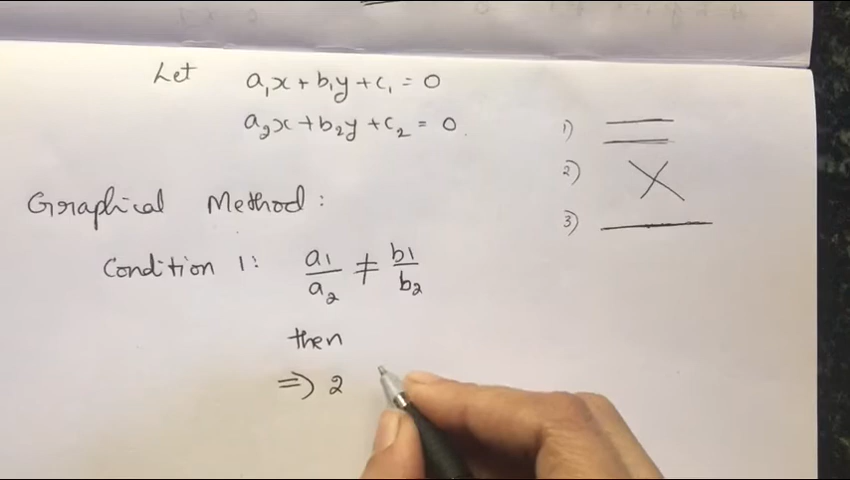 Let a₁x + b₁y + c₁ = 0
a₂x + b₂y + c₂ = 0.
1)
2)
3)
Graphical Method:
Condition 1: a₁/a₂ ≠ b₁/b₂
then
⇒ 2